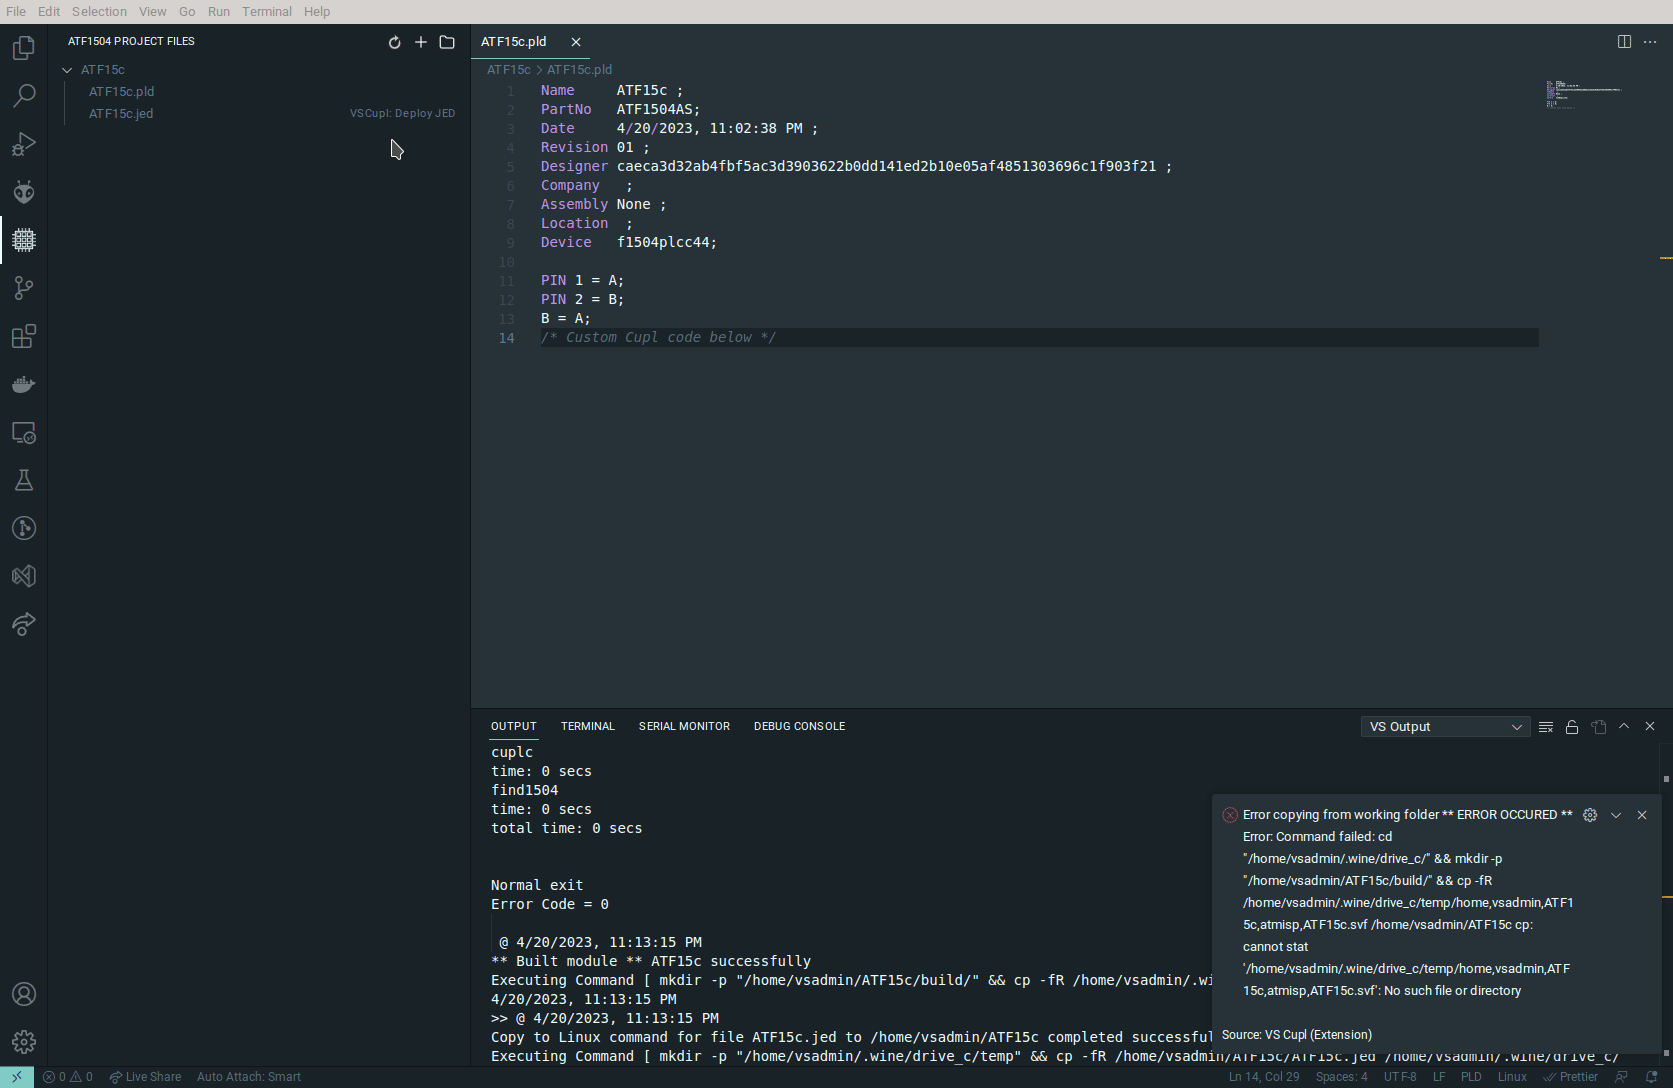 File Edit Selection View Go Run Terminal Help
ATF1504 PROJECT FILES
ATF15c
ATF15c.pld
ATF15c.jed VSCupl: Deploy JED
ATF15c.pld
ATF15c > ATF15c.pld
1 Name ATF15c ;
2 PartNo ATF1504AS;
3 Date 4/20/2023, 11:02:38 PM ;
4 Revision 01 ;
5 Designer caeca3d32ab4fbf5ac3d3903622b0dd141ed2b10e05af4851303696c1f903f21 ;
6 Company ;
7 Assembly None ;
8 Location ;
9 Device f1504plcc44;
10
11 PIN 1 = A;
12 PIN 2 = B;
13 B = A;
14 /* Custom Cupl code below */
OUTPUT TERMINAL SERIAL MONITOR DEBUG CONSOLE VS Output
cuplc
time: 0 secs
find1504
time: 0 secs
total time: 0 secs
Normal exit
Error Code = 0
@ 4/20/2023, 11:13:15 PM
** Built module ** ATF15c successfully
Executing Command [ mkdir -p "/home/vsadmin/ATF15c/build/" && cp -fR /home/vsadmin/.wi
4/20/2023, 11:13:15 PM
>> @ 4/20/2023, 11:13:15 PM
Copy to Linux command for file ATF15c.jed to /home/vsadmin/ATF15c completed successful
Executing Command [ mkdir -p "/home/vsadmin/.wine/drive_c/temp" && cp -fR /home/vsadmin/ATF15c/ATF15c.jed /home/vsadmin/.wine/drive_c/
Error copying from working folder ** ERROR OCCURED **
Error: Command failed: cd
"/home/vsadmin/.wine/drive_c/" && mkdir -p
"/home/vsadmin/ATF15c/build/" && cp -fR
/home/vsadmin/.wine/drive_c/temp/home,vsadmin,ATF1
5c,atmisp,ATF15c.svf /home/vsadmin/ATF15c cp:
cannot stat
'/home/vsadmin/.wine/drive_c/temp/home,vsadmin,ATF
15c,atmisp,ATF15c.svf': No such file or directory
Source: VS Cupl (Extension)
0 0 Live Share Auto Attach: Smart Ln 14, Col 29 Spaces: 4 UTF-8 LF PLD Linux Prettier